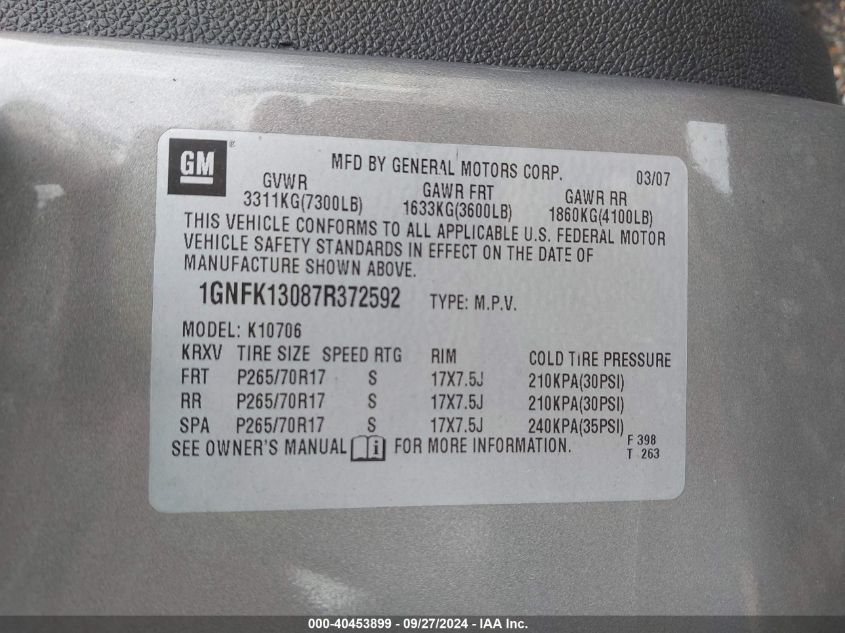 GM ® MFD BY GENERAL MOTORS CORP. 03/07
GVWR GAWR FRT GAWR RR
3311KG(7300LB) 1633KG(3600LB) 1860KG(4100LB)
THIS VEHICLE CONFORMS TO ALL APPLICABLE U.S. FEDERAL MOTOR
VEHICLE SAFETY STANDARDS IN EFFECT ON THE DATE OF
MANUFACTURE SHOWN ABOVE.
1GNFK13087R372592 TYPE: M.P.V.
MODEL: K10706
KRXV TIRE SIZE SPEED RTG RIM COLD TIRE PRESSURE
FRT P265/70R17 S 17X7.5J 210KPA(30PSI)
RR P265/70R17 S 17X7.5J 210KPA(30PSI)
SPA P265/70R17 S 17X7.5J 240KPA(35PSI)
SEE OWNER'S MANUAL i FOR MORE INFORMATION. F 398
T 263
000-40453899 - 09/27/2024 - IAA, Inc.